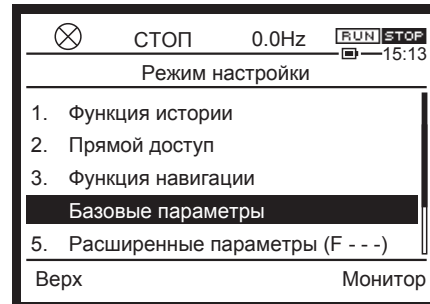 СТОП 0.0Hz RUN STOP
15:13
Режим настройки
1. Функция истории
2. Прямой доступ
3. Функция навигации
Базовые параметры
5. Расширенные параметры (F - - -)
Верх Монитор